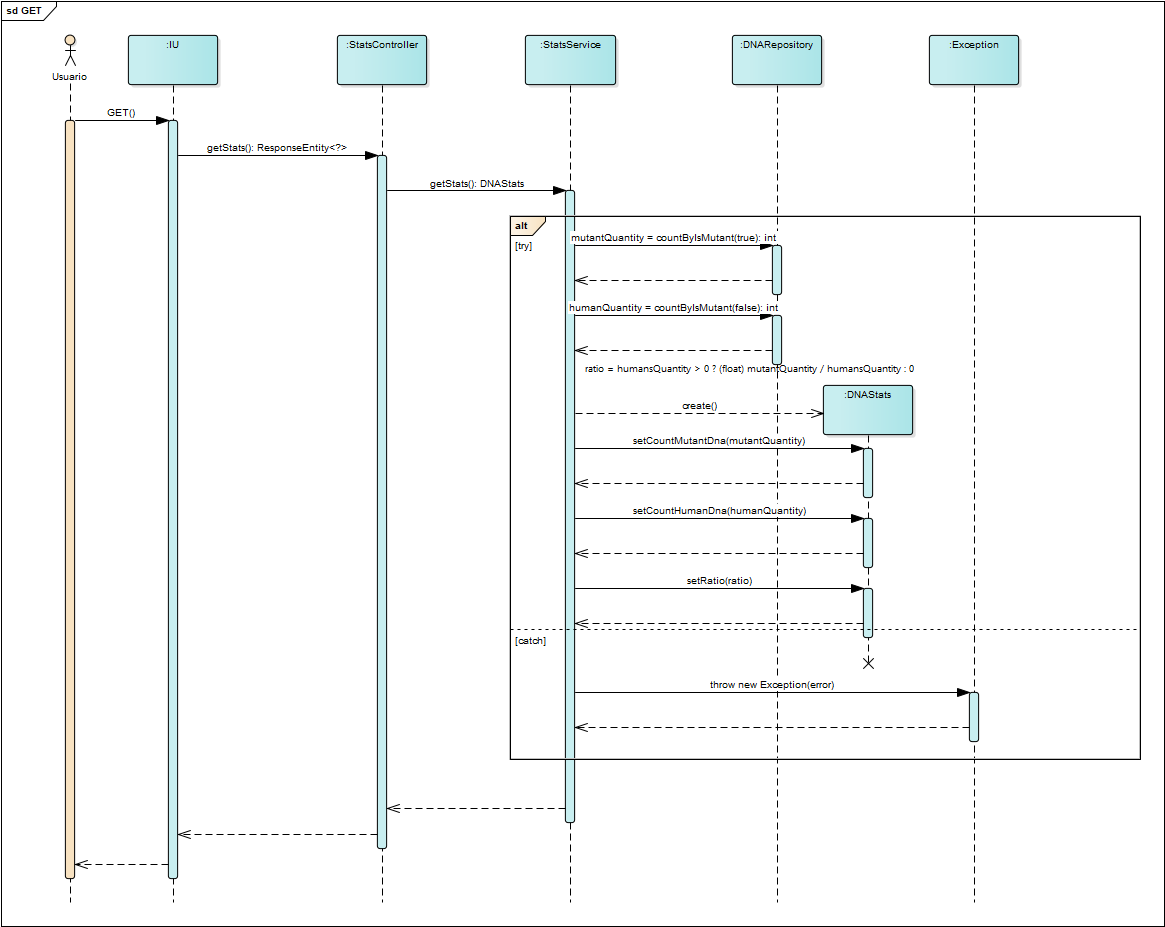 sd GET
Usuario
:IU
:StatsController
:StatsService
:DNARepository
:Exception
GET()
getStats(): ResponseEntity<?>
getStats(): DNAStats
alt
[try]
mutantQuantity = countByIsMutant(true): int
humanQuantity = countByIsMutant(false): int
ratio = humansQuantity > 0 ? (float) mutantQuantity / humansQuantity : 0
:DNAStats
create()
setCountMutantDna(mutantQuantity)
setCountHumanDna(humanQuantity)
setRatio(ratio)
[catch]
throw new Exception(error)